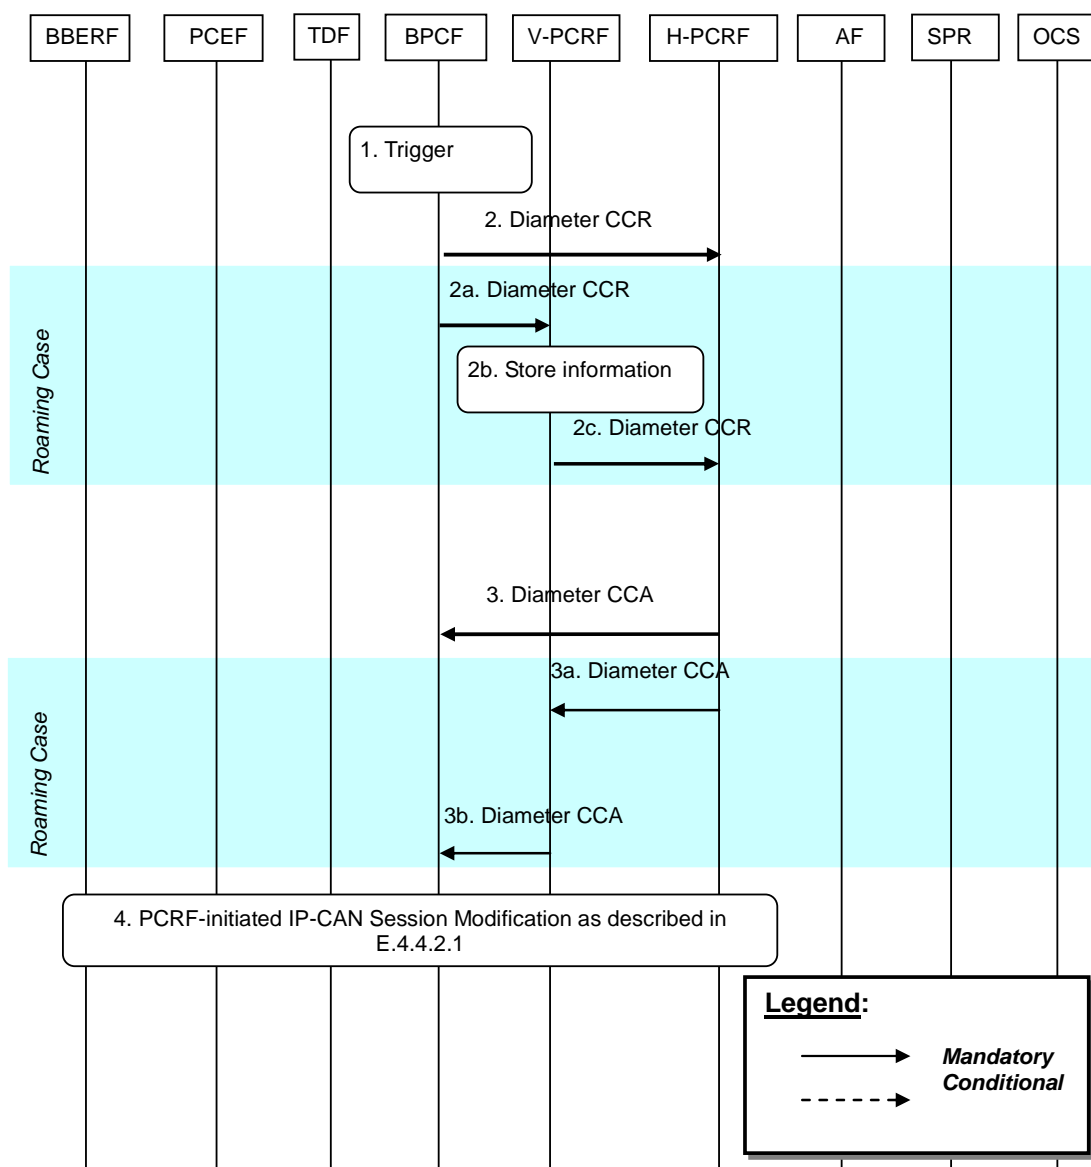 BBERF
PCEF
TDF
BPCF
V-PCRF
H-PCRF
AF
SPR
OCS
1. Trigger
2. Diameter CCR
Roaming Case
2a. Diameter CCR
2b. Store information
2c. Diameter CCR
3. Diameter CCA
Roaming Case
3a. Diameter CCA
3b. Diameter CCA
4. PCRF-initiated IP-CAN Session Modification as described in
E.4.4.2.1
Legend:
Mandatory
Conditional